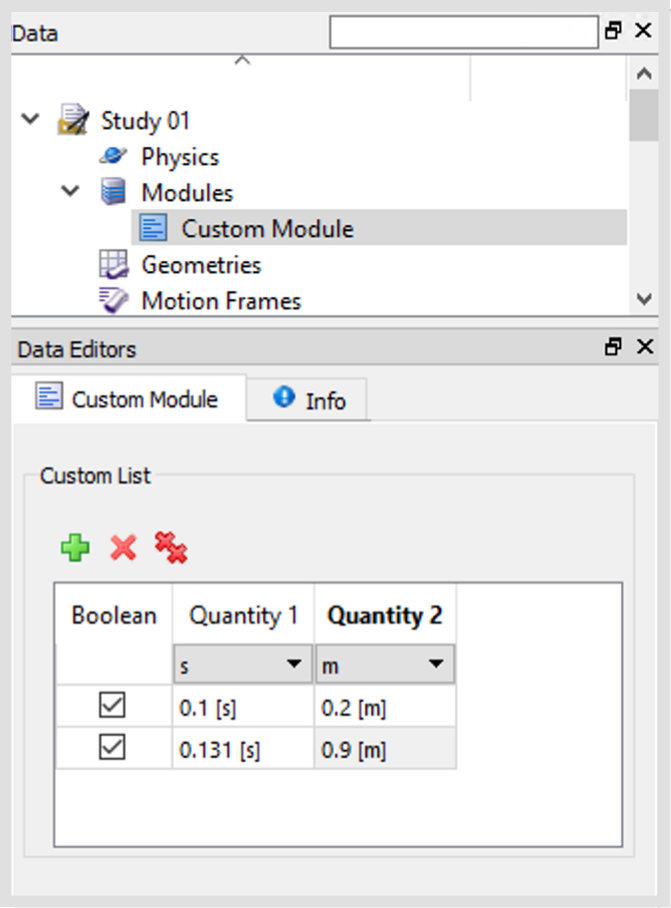 Data
Study 01
Physics
Modules
Custom Module
Geometries
Motion Frames
Data Editors
Custom Module Info
Custom List
Boolean Quantity 1 Quantity 2
s m
0.1 [s] 0.2 [m]
0.131 [s] 0.9 [m]